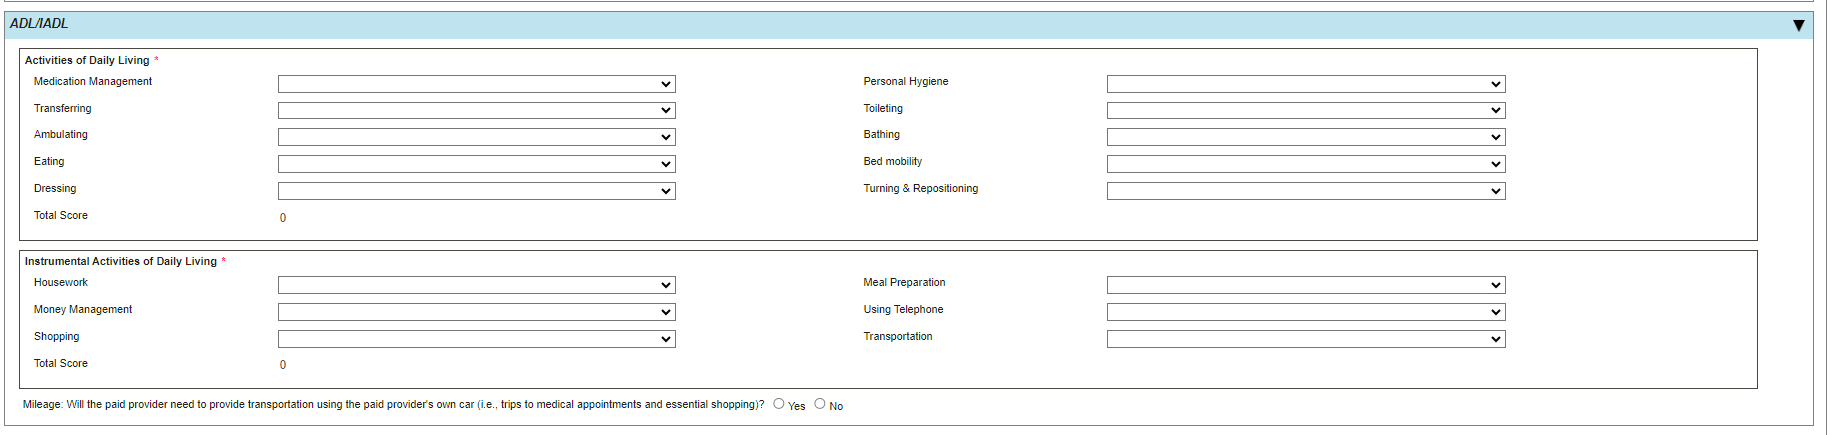 ADL/IADL
Activities of Daily Living *
Medication Management
Personal Hygiene
Transferring
Toileting
Ambulating
Bathing
Eating
Bed mobility
Dressing
Turning & Repositioning
Total Score
0
Instrumental Activities of Daily Living *
Housework
Meal Preparation
Money Management
Using Telephone
Shopping
Transportation
Total Score
0
Mileage: Will the paid provider need to provide transportation using the paid provider's own car (i.e., trips to medical appointments and essential shopping)? Yes No